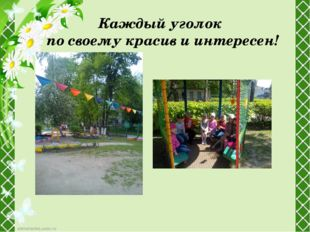 Каждый уголок
по своему красив и интересен!